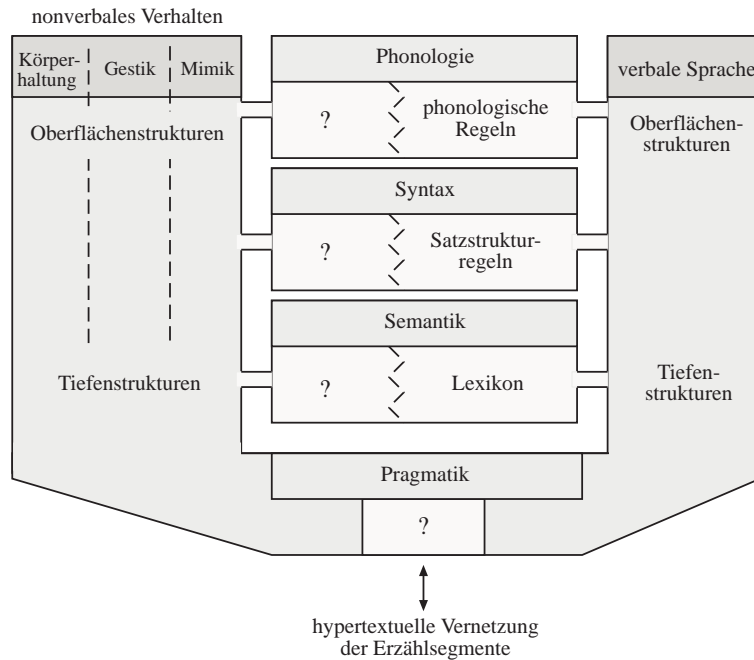 nonverbales Verhalten
Körper-
haltung
Gestik
Mimik
Phonologie
verbale Sprache
Oberflächenstrukturen
?
phonologische
Regeln
Oberflächen-
strukturen
Syntax
?
Satzstruktur-
regeln
Semantik
Tiefenstrukturen
?
Lexikon
Tiefen-
strukturen
Pragmatik
?
hypertextuelle Vernetzung
der Erzählsegmente